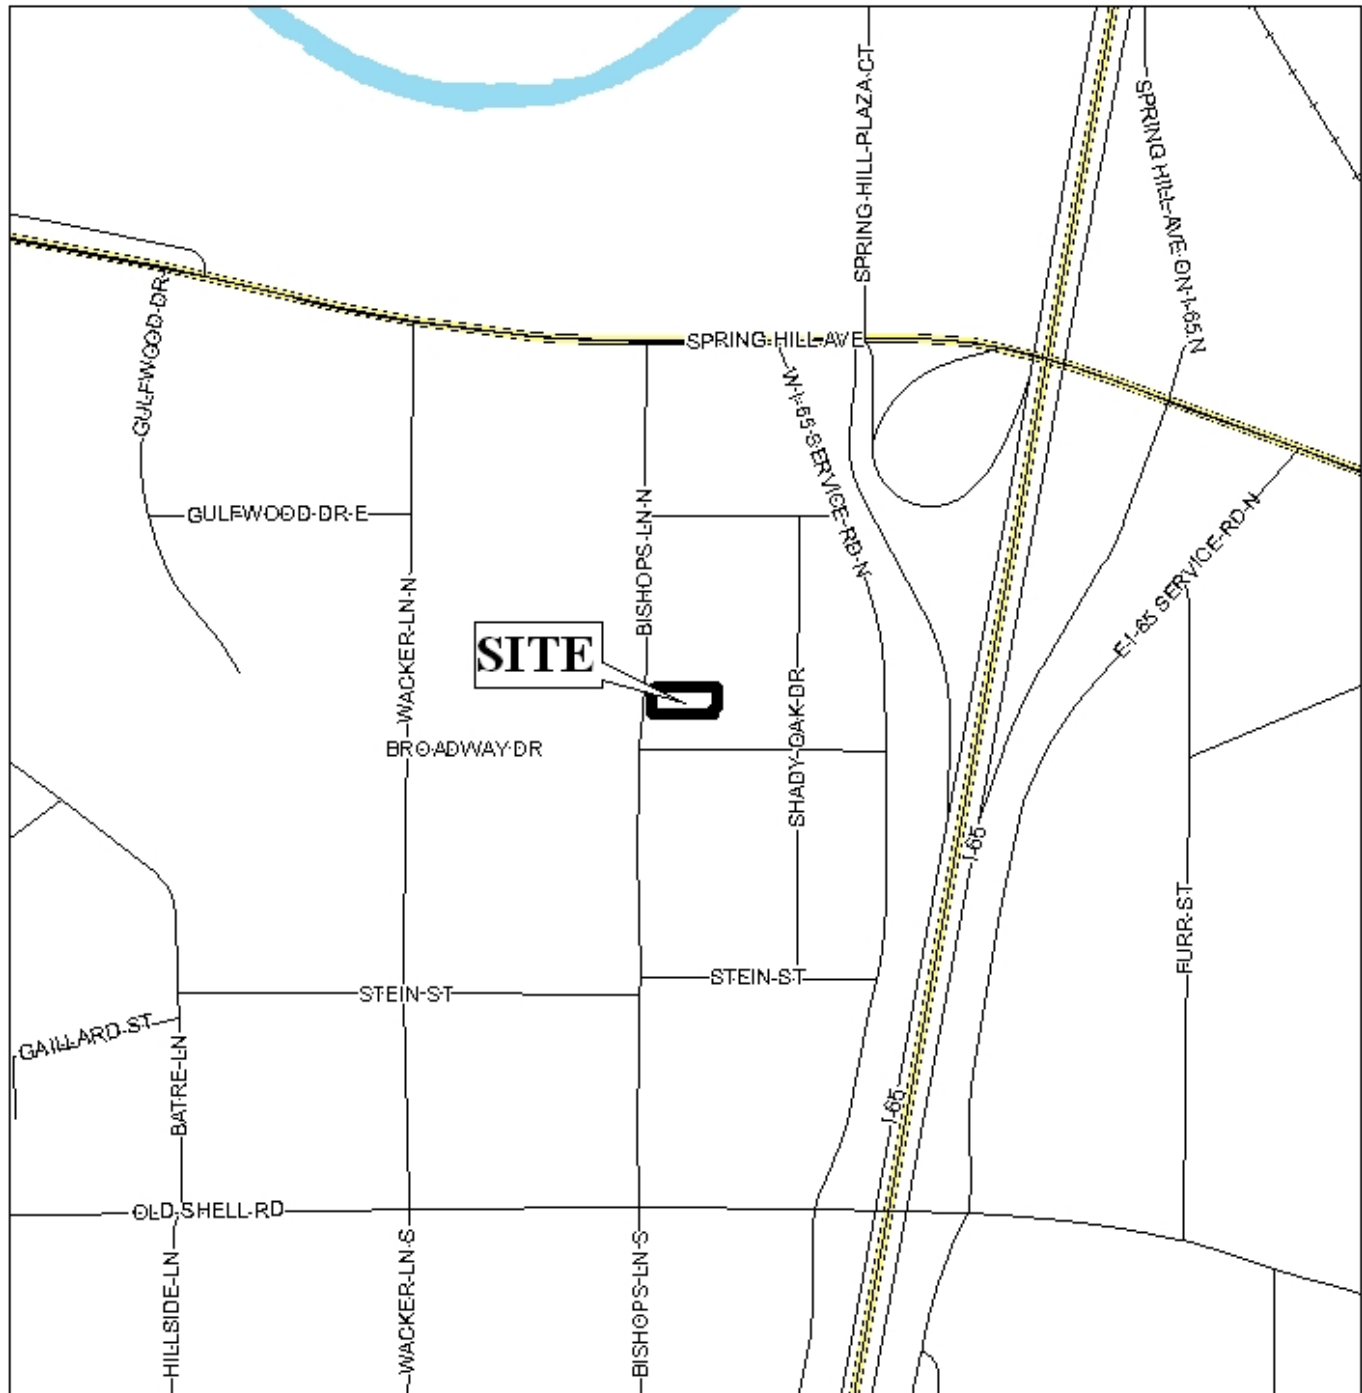 SPRING-HILL-PLAZA-CT
SPRING HILL-AVE-ON-I-65 N
GULFWOOD-DR
SPRING-HILL-AVE
W-I-65-SERVICE-RD-N
GULFWOOD-DR-E
BISHOPS-LN-N
WACKER-LN-N
E-I-65 SERVICE-RD-N
SITE
SHADY-OAK-DR
BROADWAY-DR
I-65
FURR-ST
STEIN-ST
STEIN-ST
GAILLARD-ST
BATRE-LN
I-65
OLD-SHELL-RD
HILLSIDE-LN
WACKER-LN-S
BISHOPS-LN-S